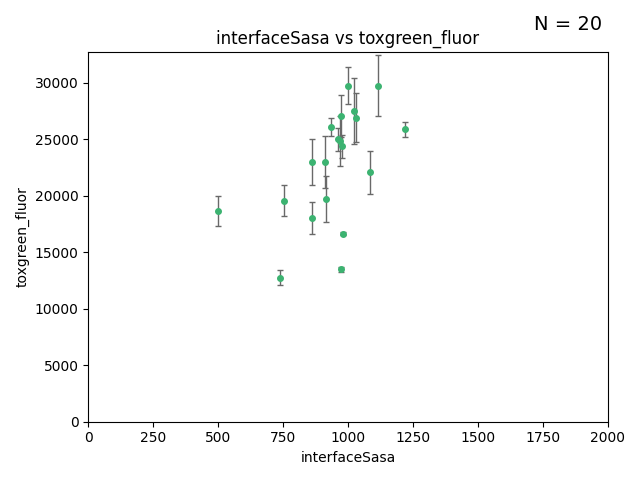 N = 20
interfaceSasa vs toxgreen_fluor
toxgreen_fluor
30000
25000
20000
15000
10000
5000
0
0 250 500 750 1000 1250 1500 1750 2000
interfaceSasa